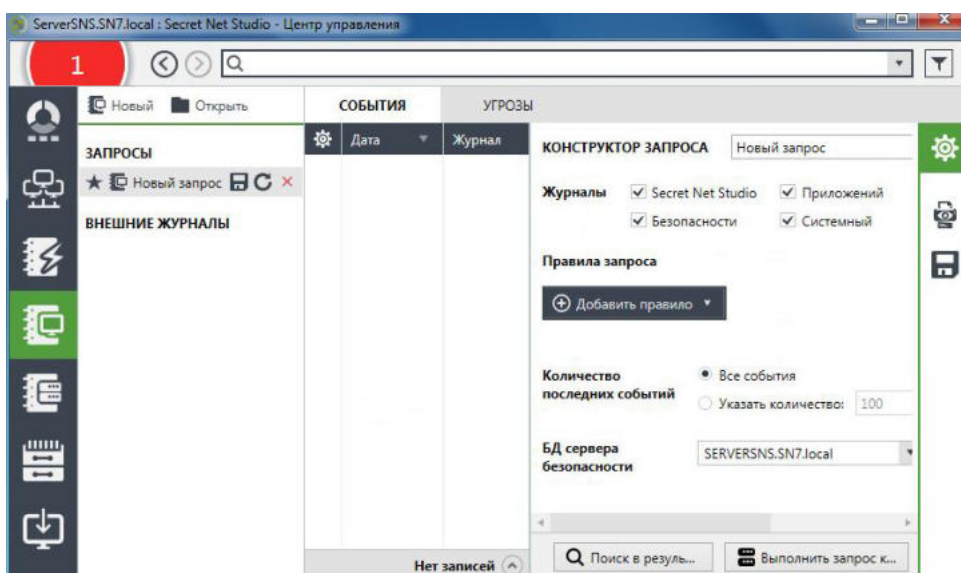 ServerSNS.SN7.local : Secret Net Studio - Центр управления
1
Новый Открыть
СОБЫТИЯ УГРОЗЫ
ЗАПРОСЫ
Новый запрос
ВНЕШНИЕ ЖУРНАЛЫ
Дата Журнал
Нет записей
КОНСТРУКТОР ЗАПРОСА Новый запрос
Журналы Secret Net Studio Приложений
Безопасности Системный
Правила запроса
Добавить правило
Количество последних событий
Все события
Указать количество: 100
БД сервера безопасности
SERVERSNS.SN7.local
Поиск в резуль... Выполнить запрос к...